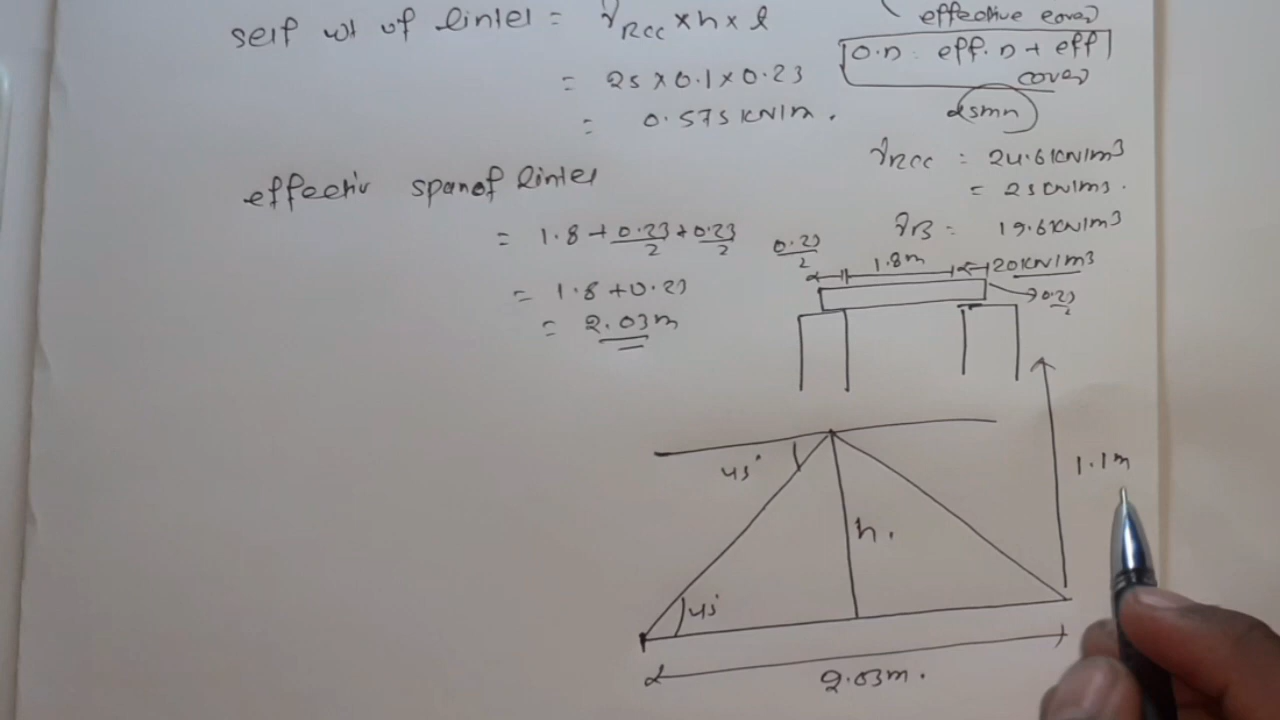 self wt of lintel = γRCC × h × l
= 25 × 0.1 × 0.23
= 0.575 KN/m.
effective cover
O.D = eff. D + eff
cover
25mm
γRCC = 24.6 KN/m3
= 25 KN/m3.
γB = 19.6 KN/m3
20 KN/m3
effectiv span of lintel
= 1.8 + 0.23/2 + 0.23/2
= 1.8 + 0.23
= 2.03m
0.23/2
1.8m
0.23/2
45°
h.
1.1m
45°
2.03m.